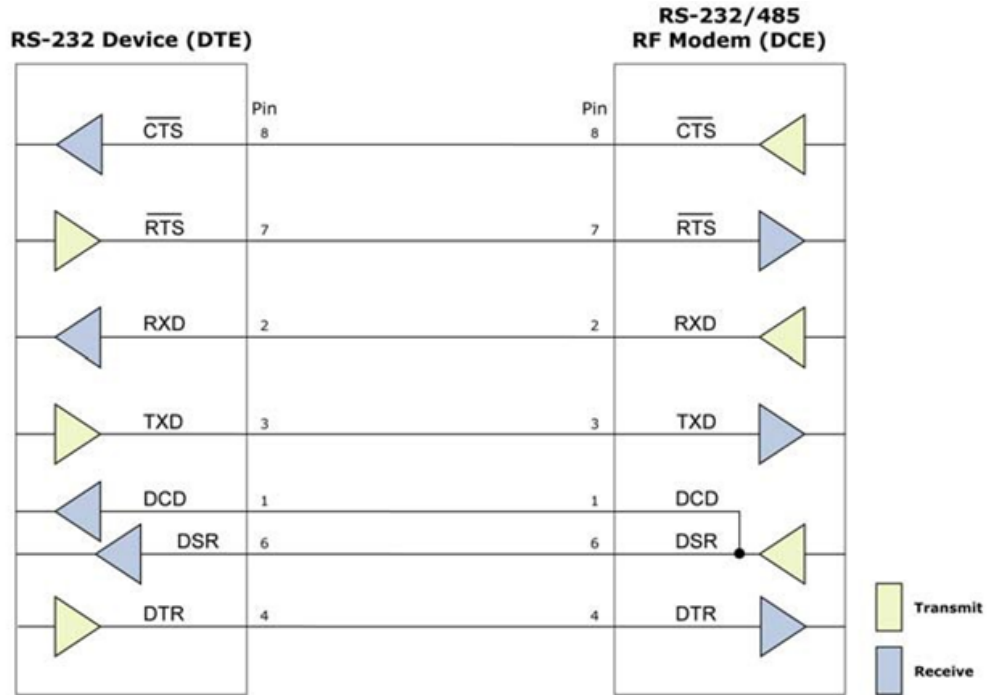 RS-232 Device (DTE)
RS-232/485
RF Modem (DCE)
Pin
Pin
CTS 8 8 CTS
RTS 7 7 RTS
RXD 2 2 RXD
TXD 3 3 TXD
DCD 1 1 DCD
DSR 6 6 DSR
DTR 4 4 DTR
Transmit
Receive